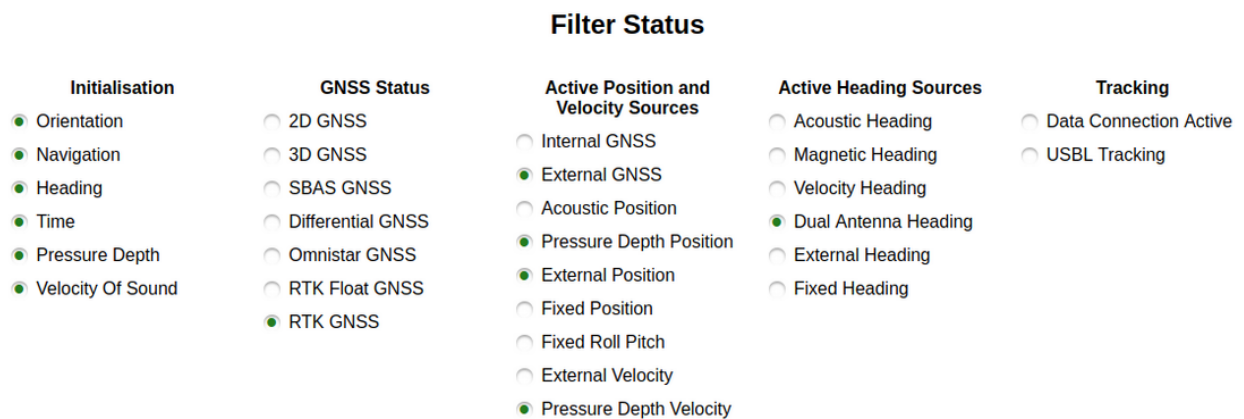 Filter Status
Initialisation
Orientation
Navigation
Heading
Time
Pressure Depth
Velocity Of Sound
GNSS Status
2D GNSS
3D GNSS
SBAS GNSS
Differential GNSS
Omnistar GNSS
RTK Float GNSS
RTK GNSS
Active Position and
Velocity Sources
Internal GNSS
External GNSS
Acoustic Position
Pressure Depth Position
External Position
Fixed Position
Fixed Roll Pitch
External Velocity
Pressure Depth Velocity
Active Heading Sources
Acoustic Heading
Magnetic Heading
Velocity Heading
Dual Antenna Heading
External Heading
Fixed Heading
Tracking
Data Connection Active
USBL Tracking